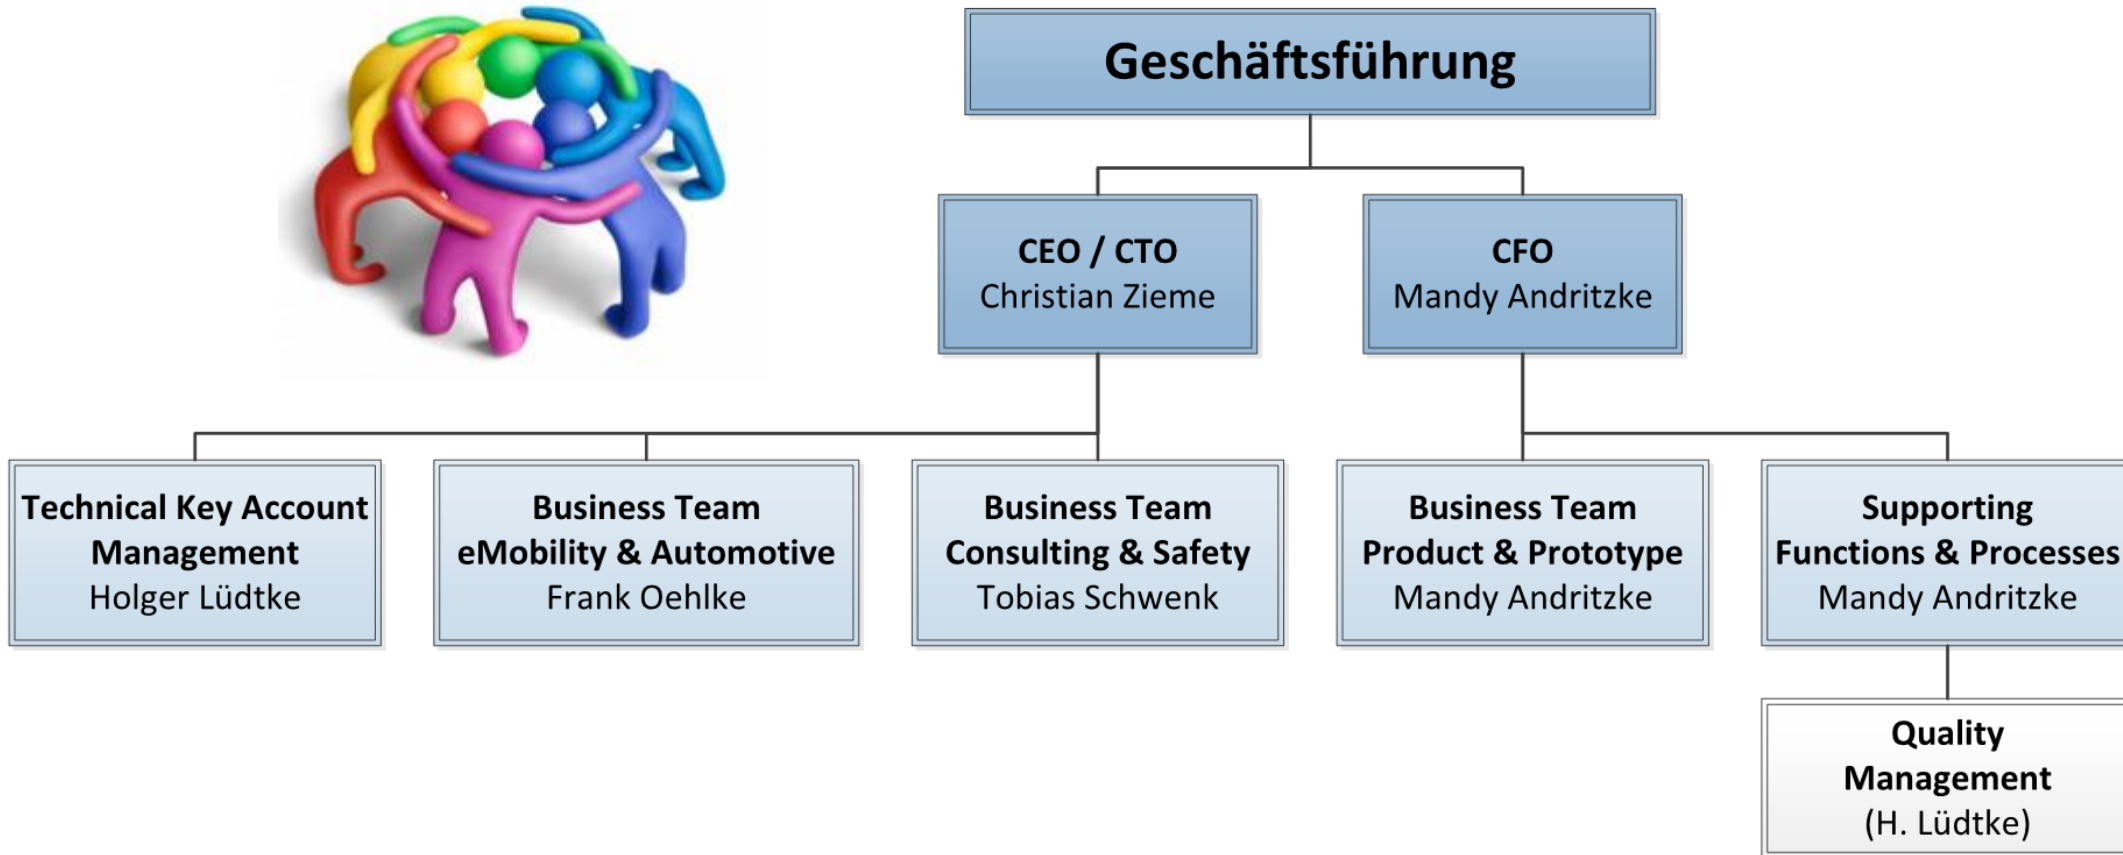 Geschäftsführung
CEO / CTO
Christian Zieme
CFO
Mandy Andritzke
Technical Key Account
Management
Holger Lüdtke
Business Team
eMobility & Automotive
Frank Oehlke
Business Team
Consulting & Safety
Tobias Schwenk
Business Team
Product & Prototype
Mandy Andritzke
Supporting
Functions & Processes
Mandy Andritzke
Quality
Management
(H. Lüdtke)